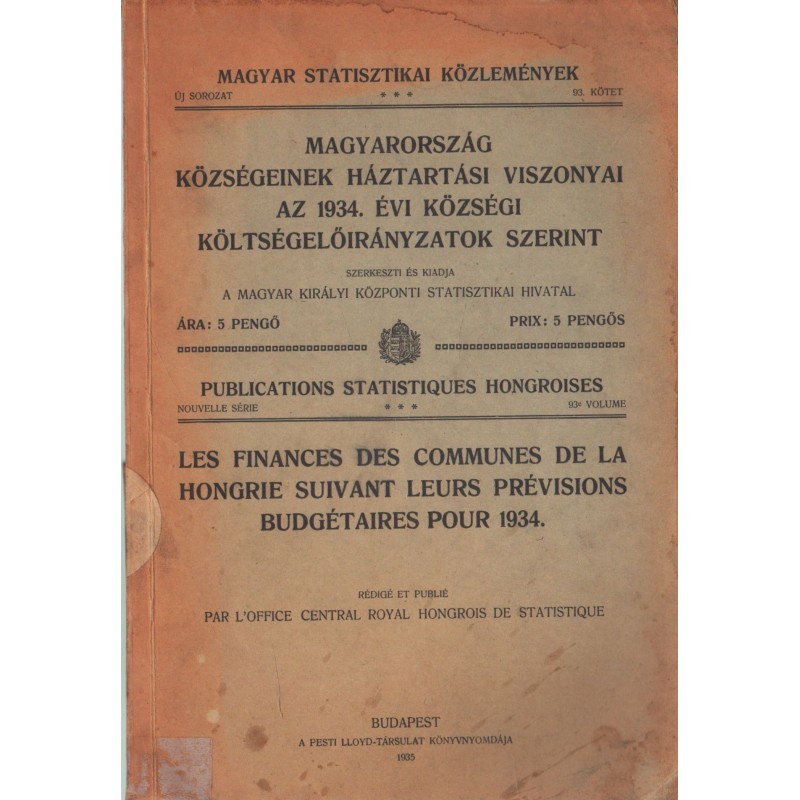 MAGYAR STATISZTIKAI KÖZLEMÉNYEK
ÚJ SOROZAT * * * 93. KÖTET
MAGYARORSZÁG
KÖZSÉGEINEK HÁZTARTÁSI VISZONYAI
AZ 1934. ÉVI KÖZSÉGI
KÖLTSÉGELŐIRÁNYZATOK SZERINT
SZERKESZTI ÉS KIADJA
A MAGYAR KIRÁLYI KÖZPONTI STATISZTIKAI HIVATAL
ÁRA: 5 PENGŐ PRIX: 5 PENGŐS
PUBLICATIONS STATISTIQUES HONGROISES
NOUVELLE SÉRIE * * * 93e VOLUME
LES FINANCES DES COMMUNES DE LA
HONGRIE SUIVANT LEURS PRÉVISIONS
BUDGÉTAIRES POUR 1934.
RÉDIGÉ ET PUBLIÉ
PAR L'OFFICE CENTRAL ROYAL HONGROIS DE STATISTIQUE
BUDAPEST
A PESTI LLOYD-TÁRSULAT KÖNYVNYOMDÁJA
1935